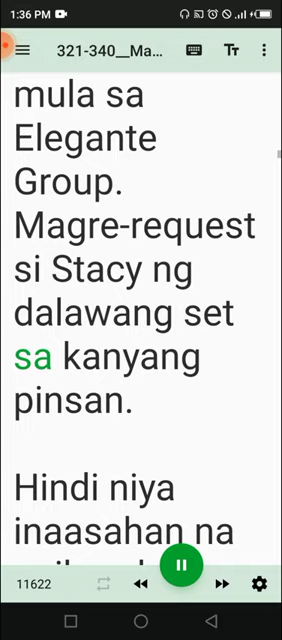 1:36 PM
321-340__Ma...
mula sa
Elegante
Group.
Magre-request
si Stacy ng
dalawang set
sa kanyang
pinsan.
Hindi niya
inaasahan na
11622